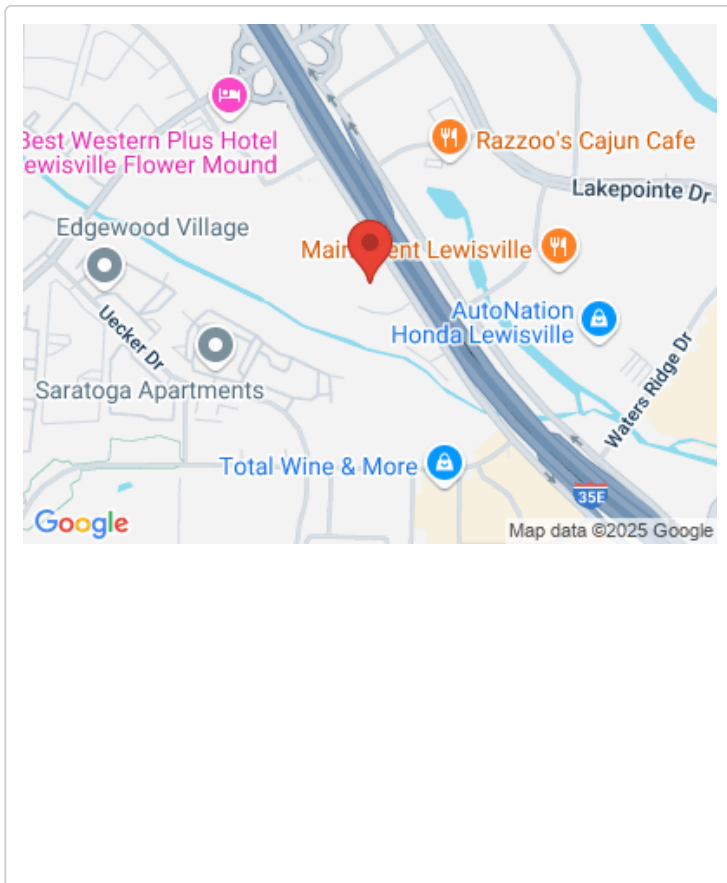 Best Western Plus Hotel
ewisville Flower Mound
Razzoo's Cajun Cafe
Lakepointe Dr
Edgewood Village
Lewisville
AutoNation
Honda Lewisville
Uecker Dr
Saratoga Apartments
Waters Ridge Dr
Total Wine & More
35E
Google
Map data ©2025 Google